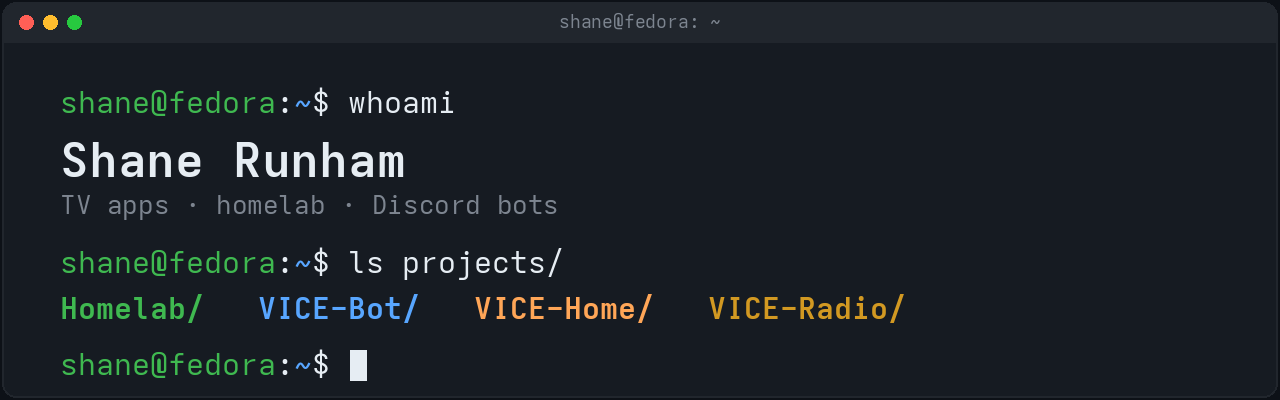 shane@fedora: ~
shane@fedora:~$ whoami
Shane Runham
TV apps · homelab · Discord bots
shane@fedora:~$ ls projects/
Homelab/ VICE-Bot/ VICE-Home/ VICE-Radio/
shane@fedora:~$